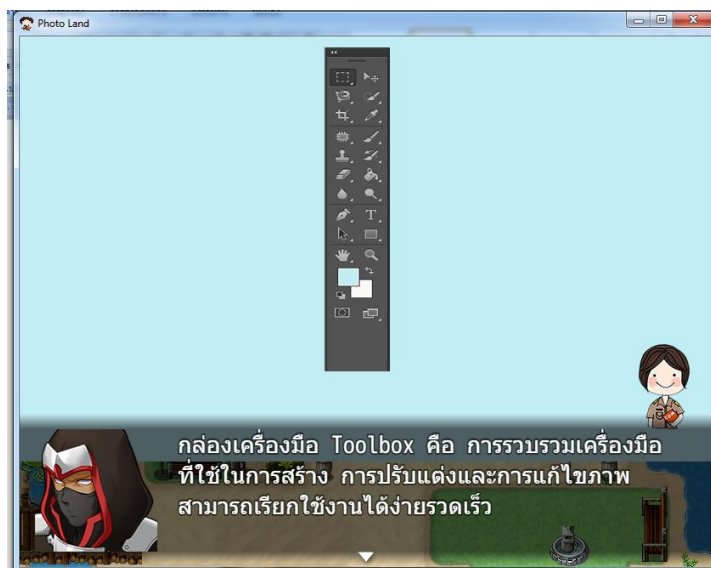 Photo Land
กล่องเครื่องมือ Toolbox คือ การรวบรวมเครื่องมือ
ที่ใช้ในการสร้าง การปรับแต่งและการแก้ไขภาพ
สามารถเรียกใช้งานได้ง่ายรวดเร็ว